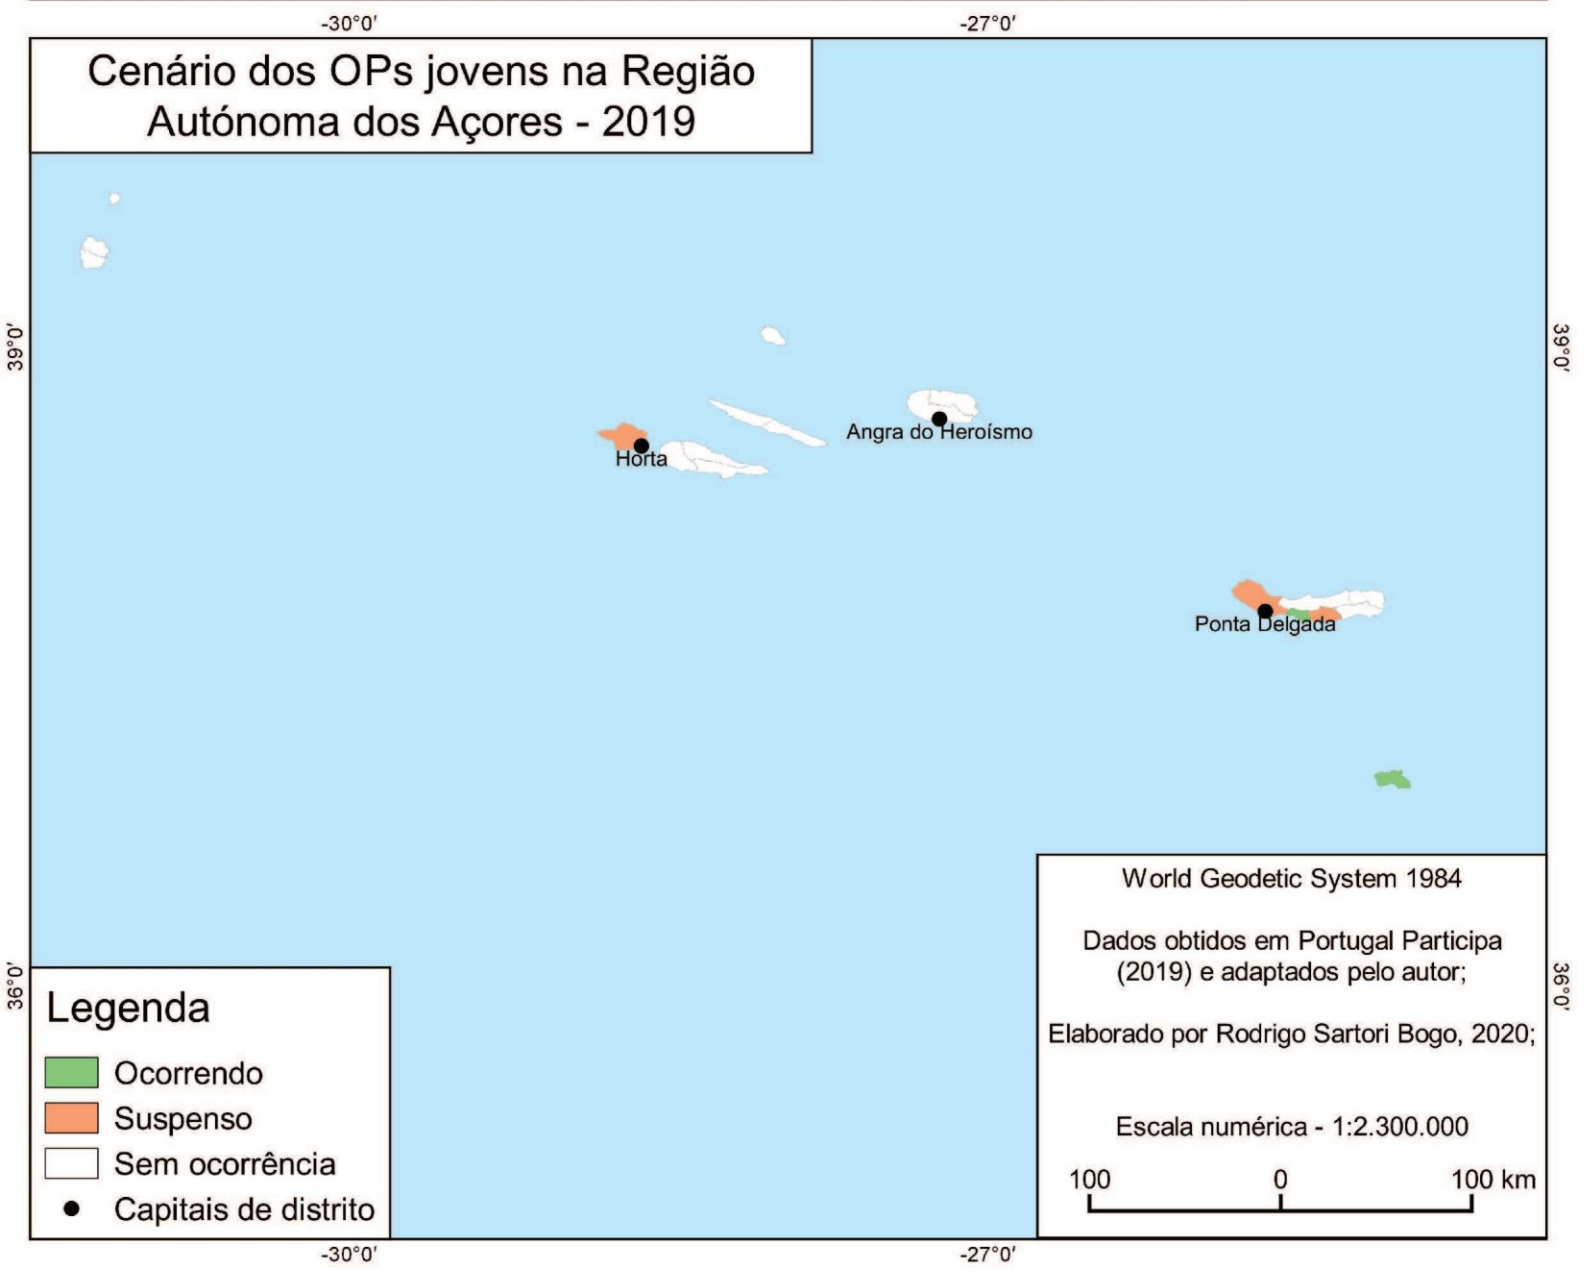 -30°0'
-27°0'
Cenário dos OPs jovens na Região
Autónoma dos Açores - 2019
39°0'
39°0'
Angra do Heroísmo
Horta
Ponta Delgada
World Geodetic System 1984
Dados obtidos em Portugal Participa
(2019) e adaptados pelo autor;
Elaborado por Rodrigo Sartori Bogo, 2020;
Escala numérica - 1:2.300.000
100 0 100 km
36°0'
36°0'
Legenda
Ocorrendo
Suspenso
Sem ocorrência
Capitais de distrito
-30°0'
-27°0'